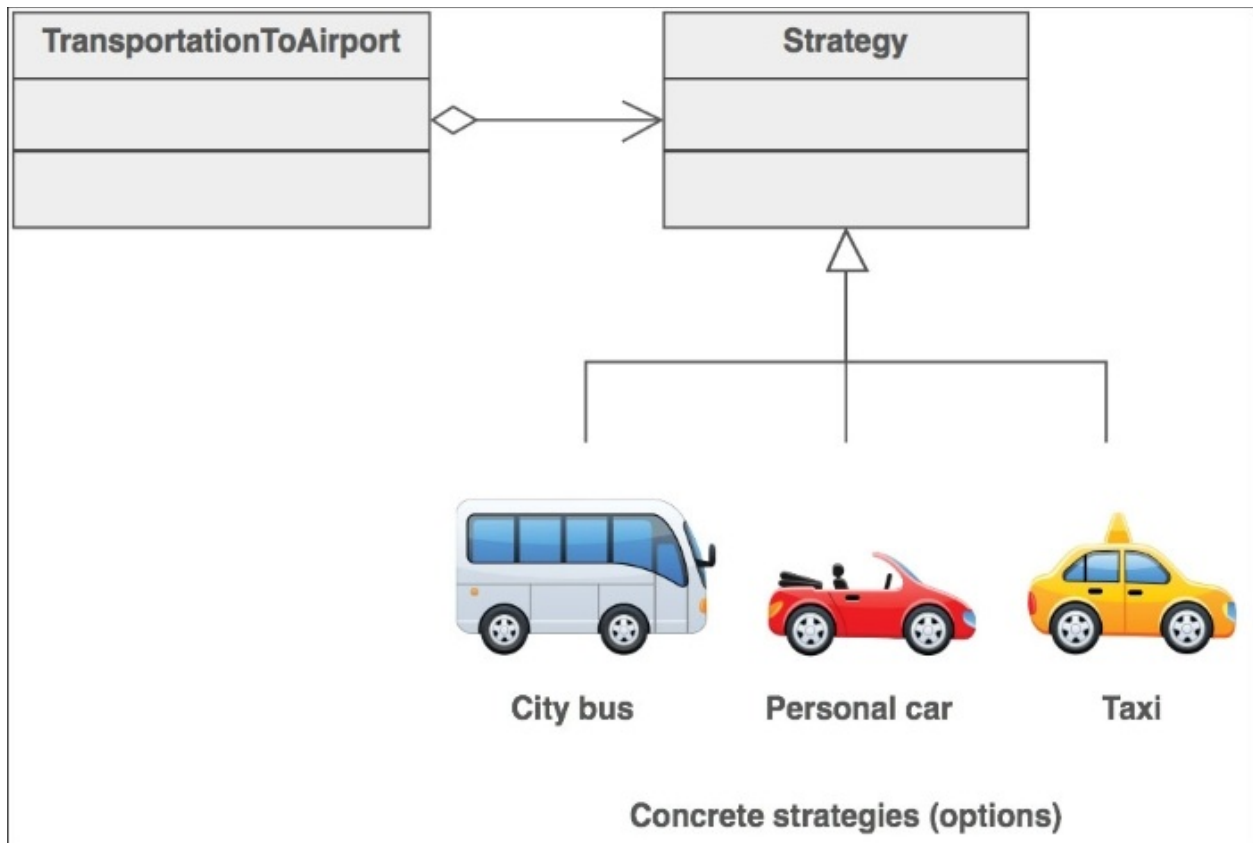 TransportationToAirport
Strategy
City bus
Personal car
Taxi
Concrete strategies (options)